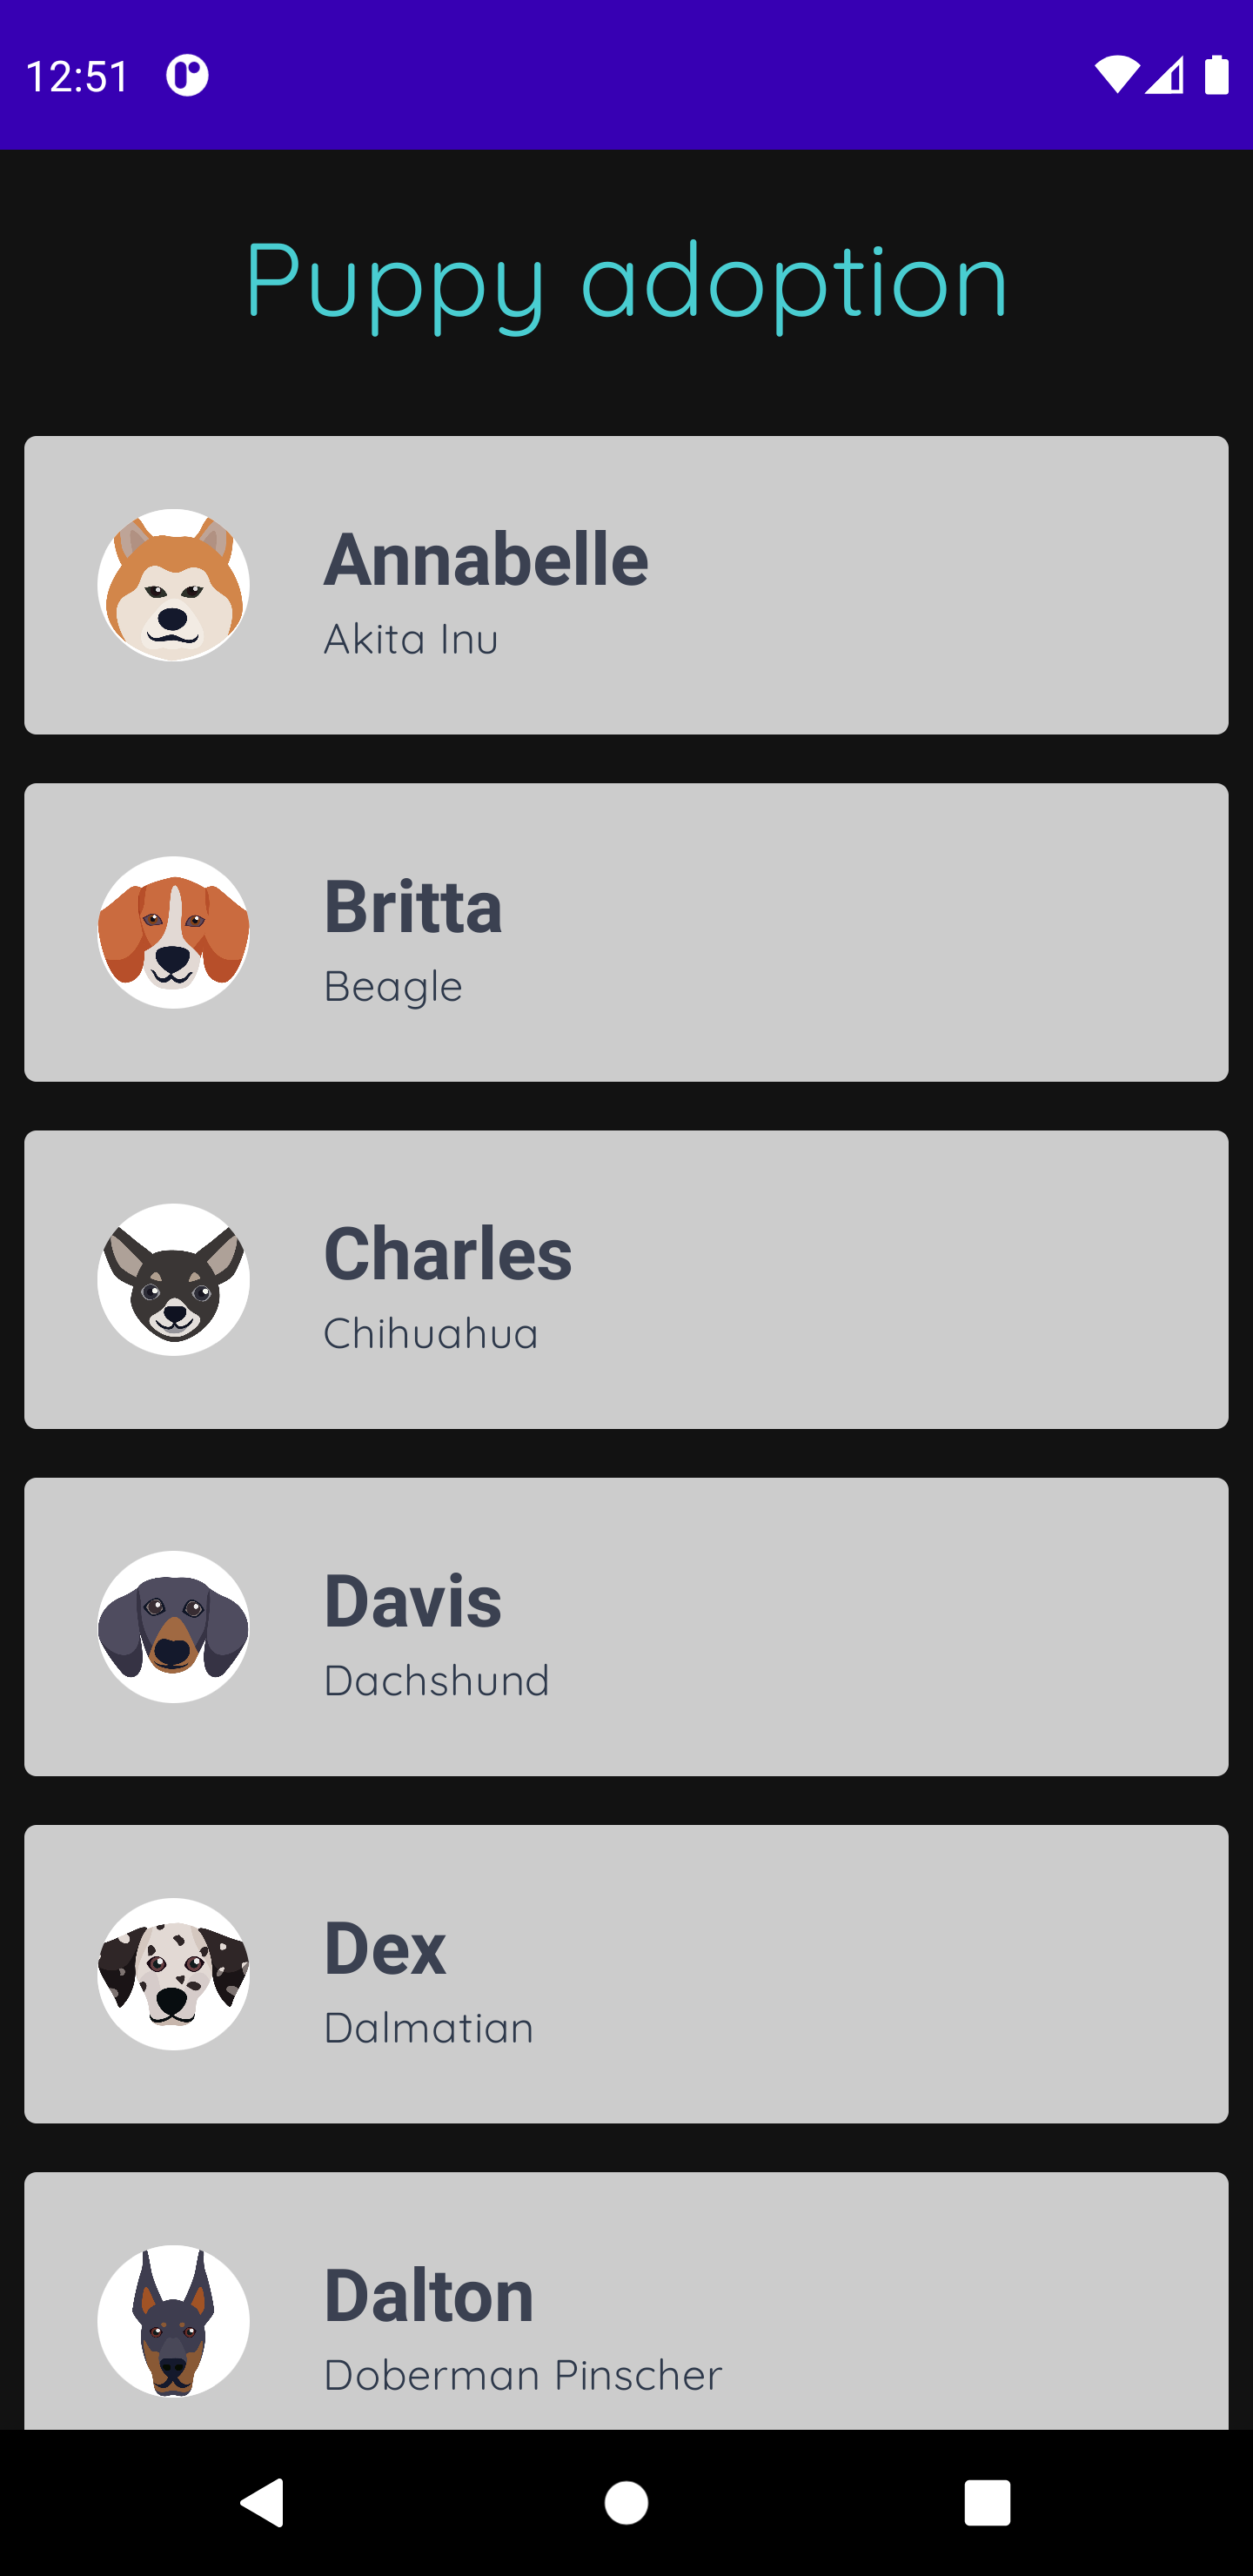 12:51
Puppy adoption
Annabelle
Akita Inu
Britta
Beagle
Charles
Chihuahua
Davis
Dachshund
Dex
Dalmatian
Dalton
Doberman Pinscher